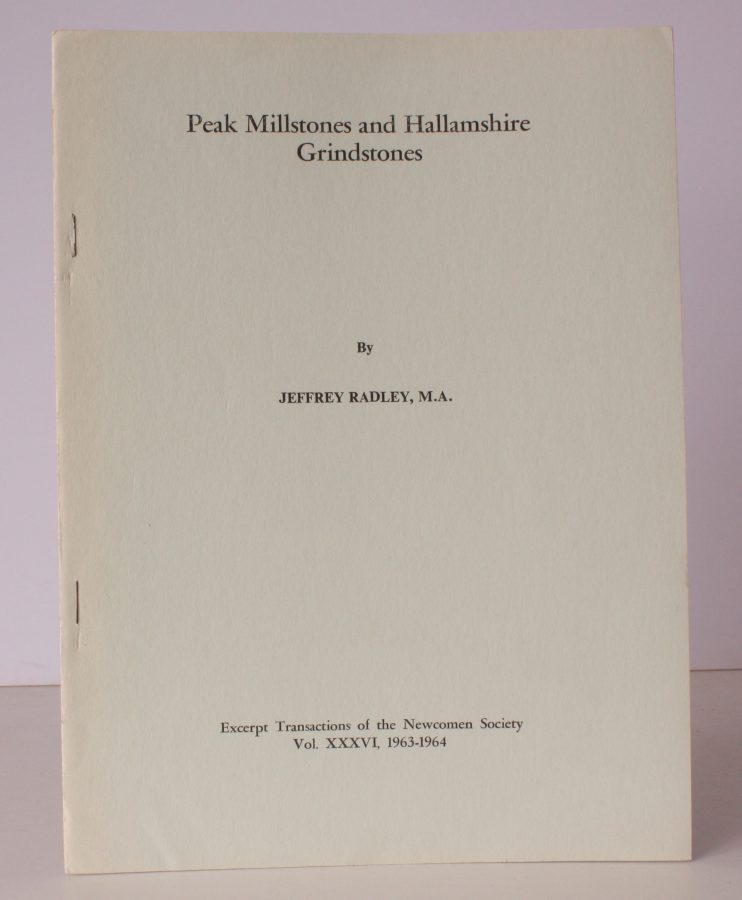 Peak Millstones and Hallamshire
Grindstones
By
JEFFREY RADLEY, M.A.
Excerpt Transactions of the Newcomen Society
Vol. XXXVI, 1963-1964